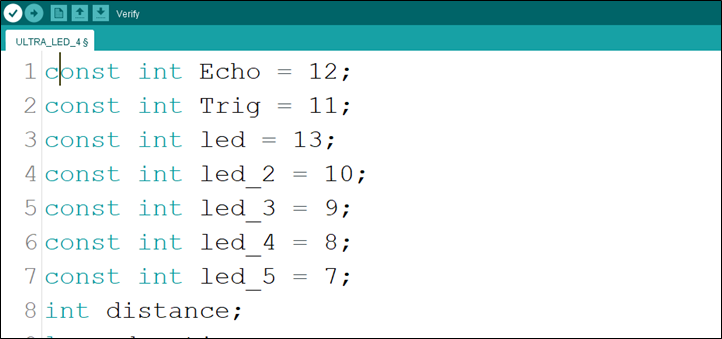 Verify
ULTRA_LED_4 §
1 const int Echo = 12;
2 const int Trig = 11;
3 const int led = 13;
4 const int led_2 = 10;
5 const int led_3 = 9;
6 const int led_4 = 8;
7 const int led_5 = 7;
8 int distance;